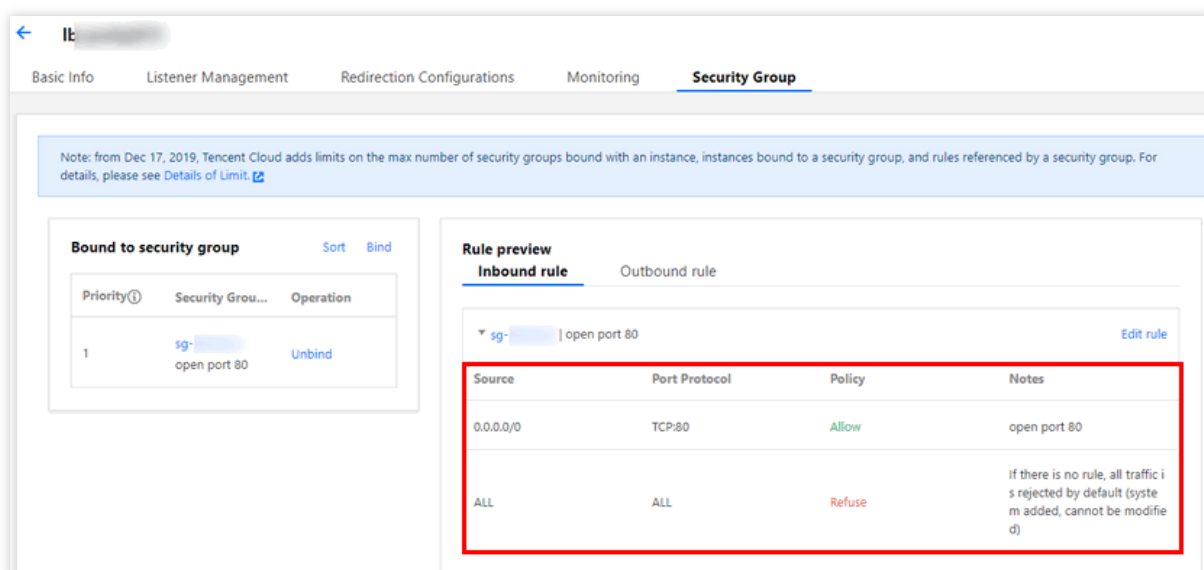 lb
Basic Info Listener Management Redirection Configurations Monitoring Security Group
Note: from Dec 17, 2019, Tencent Cloud adds limits on the max number of security groups bound with an instance, instances bound to a security group, and rules referenced by a security group. For
details, please see Details of Limit.
Bound to security group Sort Bind
Priority Security Grou... Operation
1 sg- Unbind
open port 80
Rule preview
Inbound rule Outbound rule
sg- | open port 80 Edit rule
Source Port Protocol Policy Notes
0.0.0.0/0 TCP:80 Allow open port 80
ALL ALL Refuse If there is no rule, all traffic i
s rejected by default (syste
m added, cannot be modifie
d)